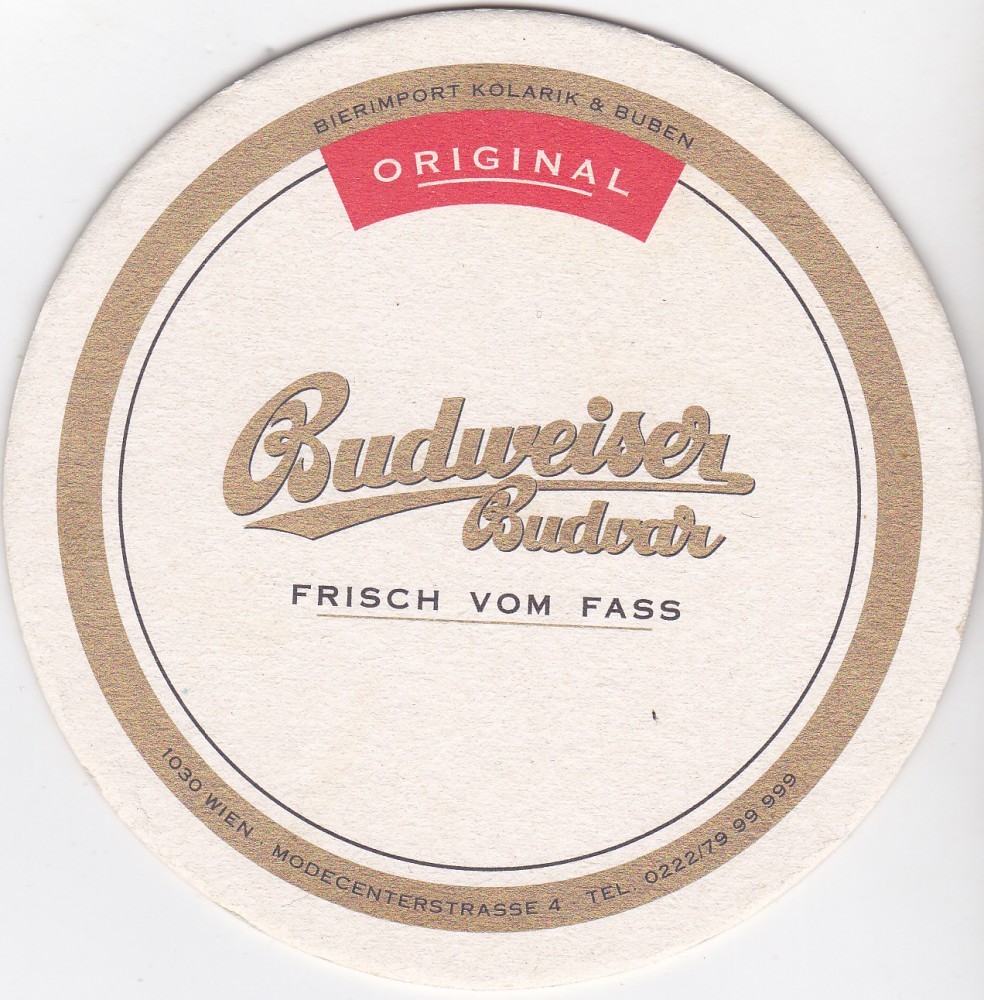 BIERIMPORT KOLARIK & BUBEN
ORIGINAL
Budweiser
Budvar
FRISCH VOM FASS
1030 WIEN MODECENTERSTRASSE 4 TEL. 0222/79 99 999